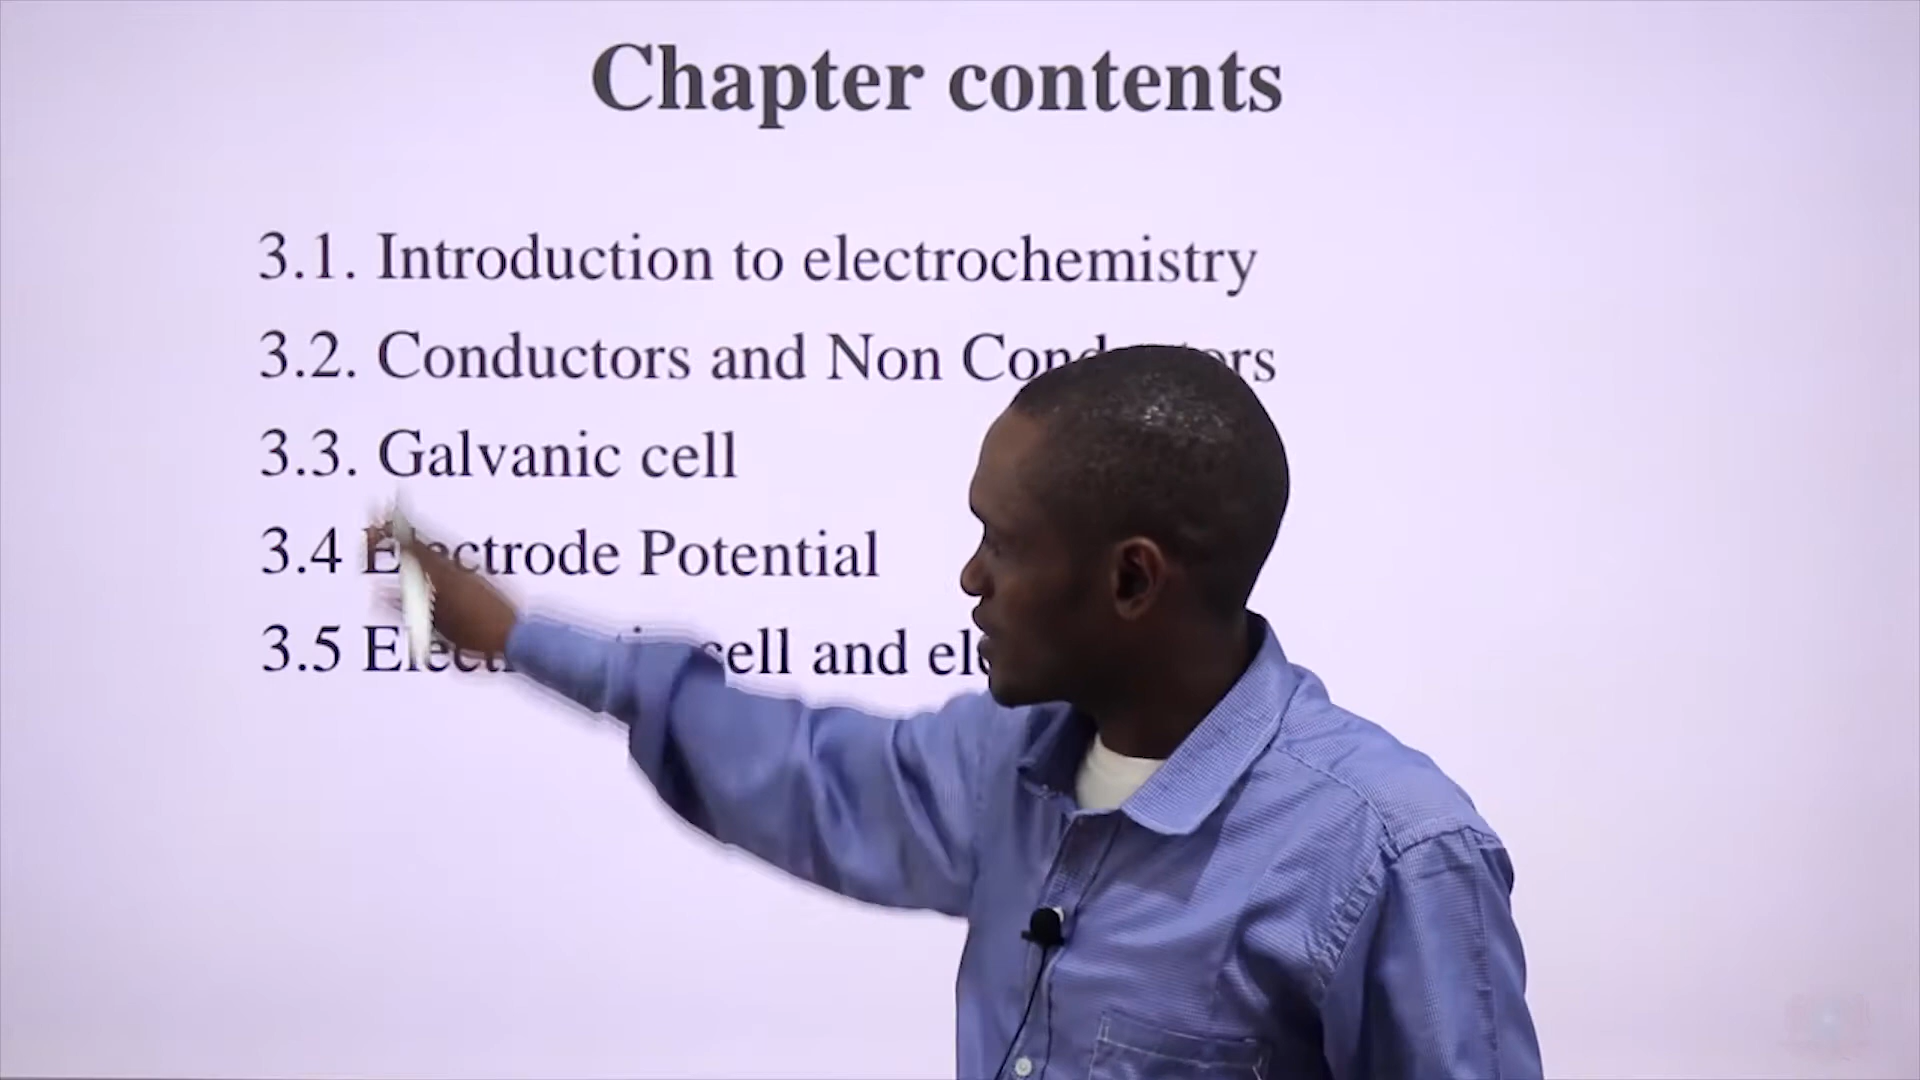 Chapter contents
3.1. Introduction to electrochemistry
3.2. Conductors and Non
3.3. Galvanic cell
3.4 Electrode Potential
3.5 cell and